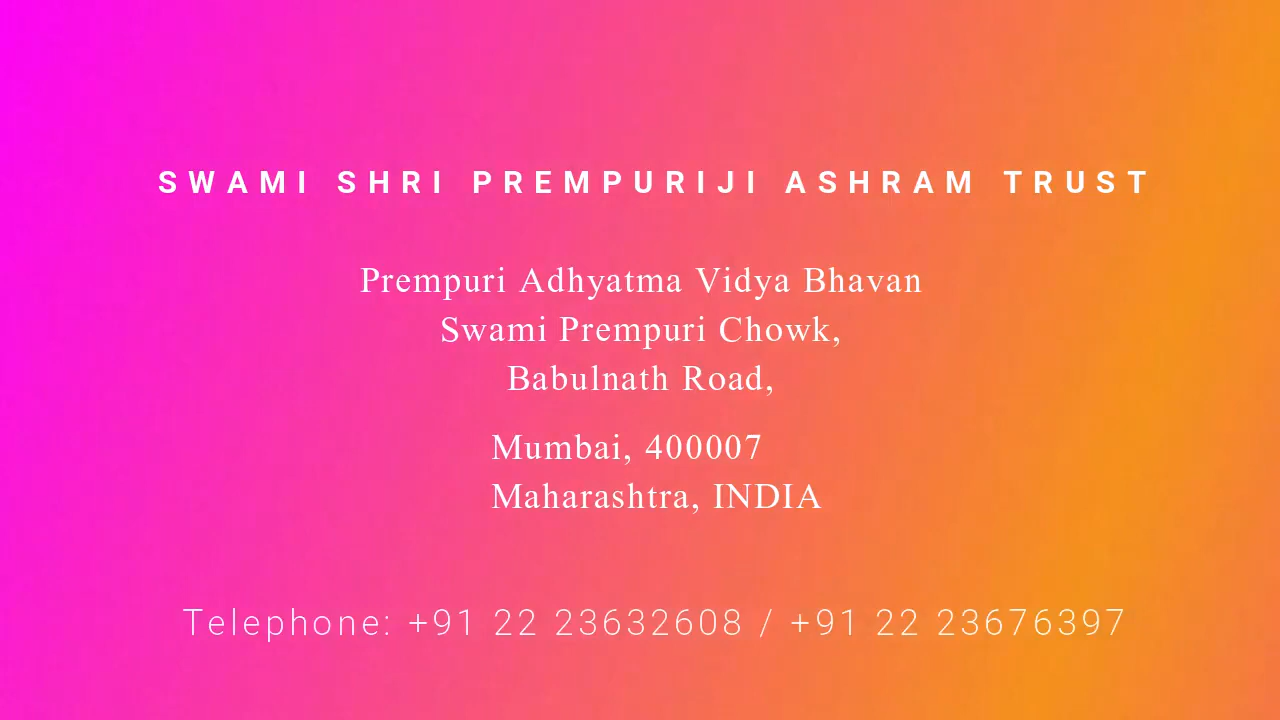 SWAMI SHRI PREMPURIJI ASHRAM TRUST
Prempuri Adhyatma Vidya Bhavan
Swami Prempuri Chowk,
Babulnath Road,
Mumbai, 400007
Maharashtra, INDIA
Telephone: +91 22 23632608 / +91 22 23676397